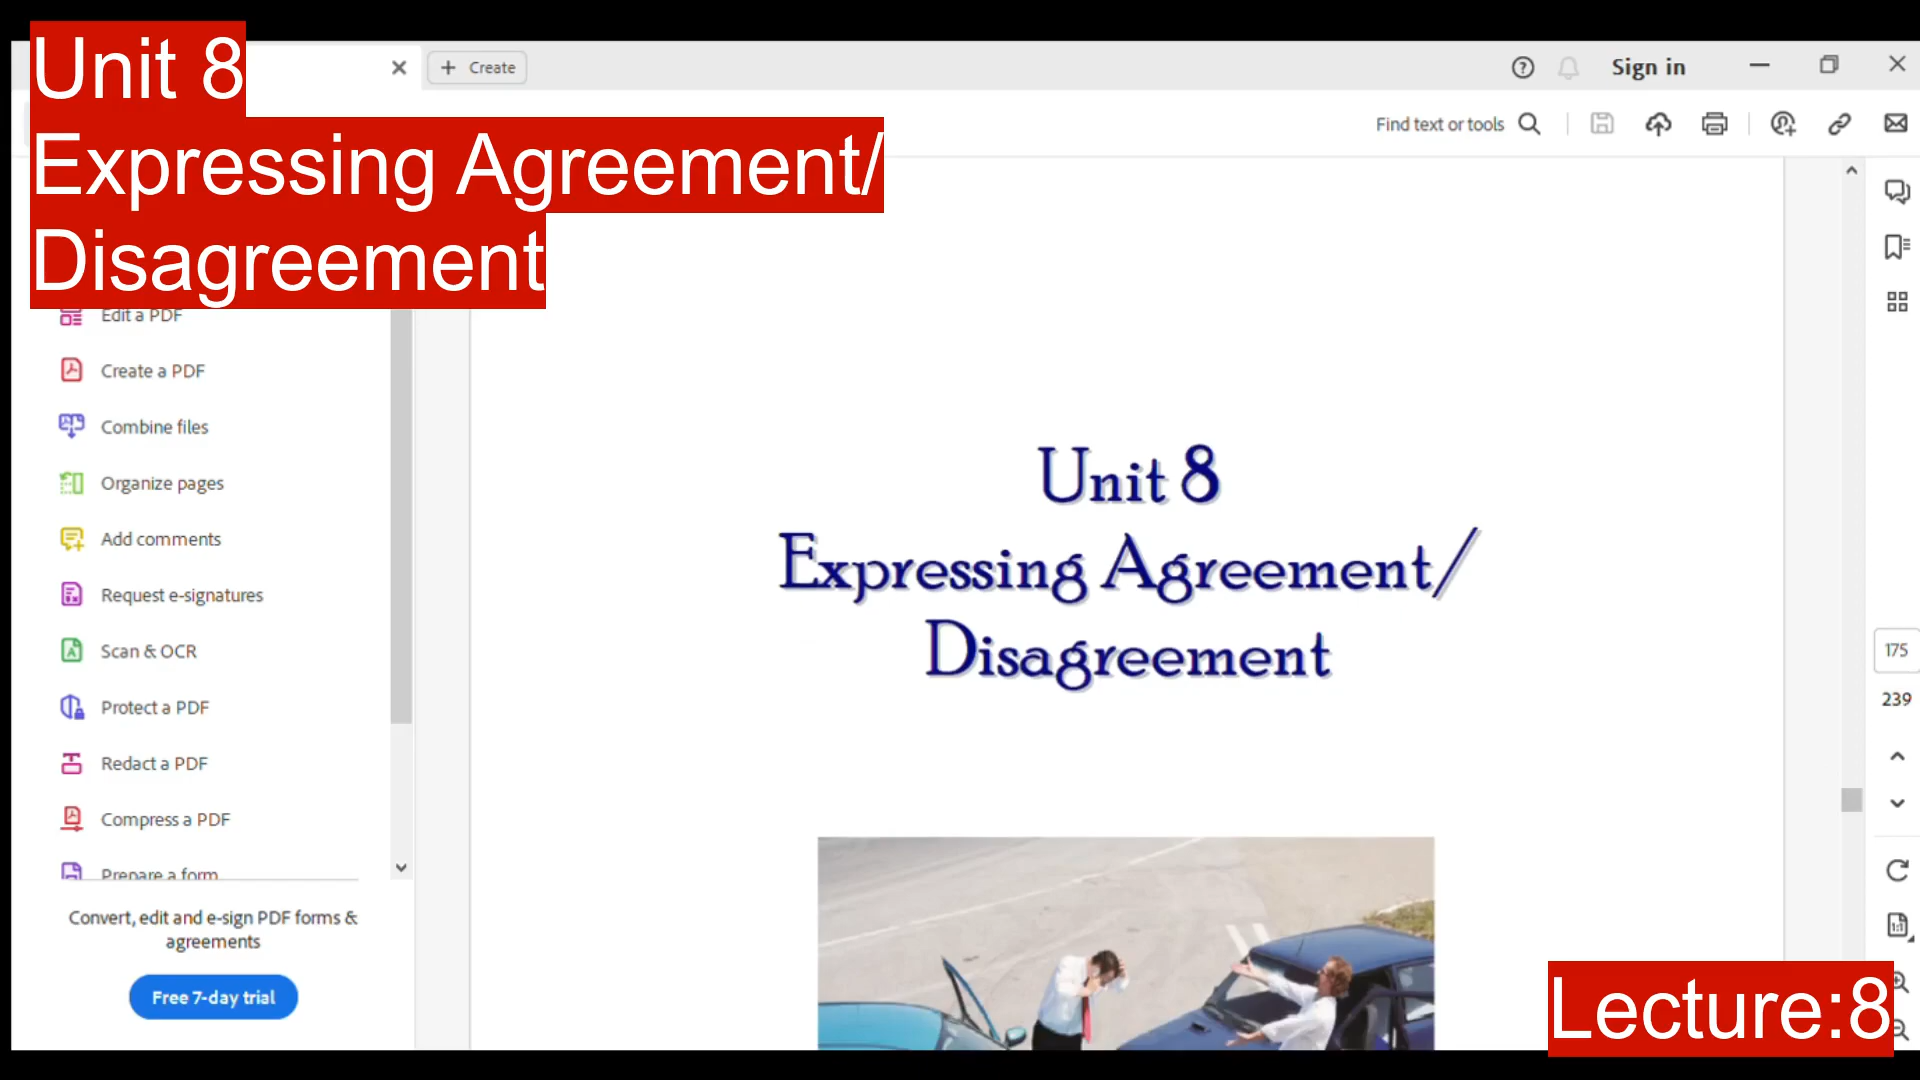 Unit 8
Expressing Agreement/
Disagreement
Create
Sign in
Find text or tools
Edit a PDF
Create a PDF
Combine files
Organize pages
Add comments
Request e-signatures
Scan & OCR
Protect a PDF
Redact a PDF
Compress a PDF
Prepare a form
Convert, edit and e-sign PDF forms &
agreements
Free 7-day trial
Unit 8
Expressing Agreement/
Disagreement
175
239
1:1
Lecture:8